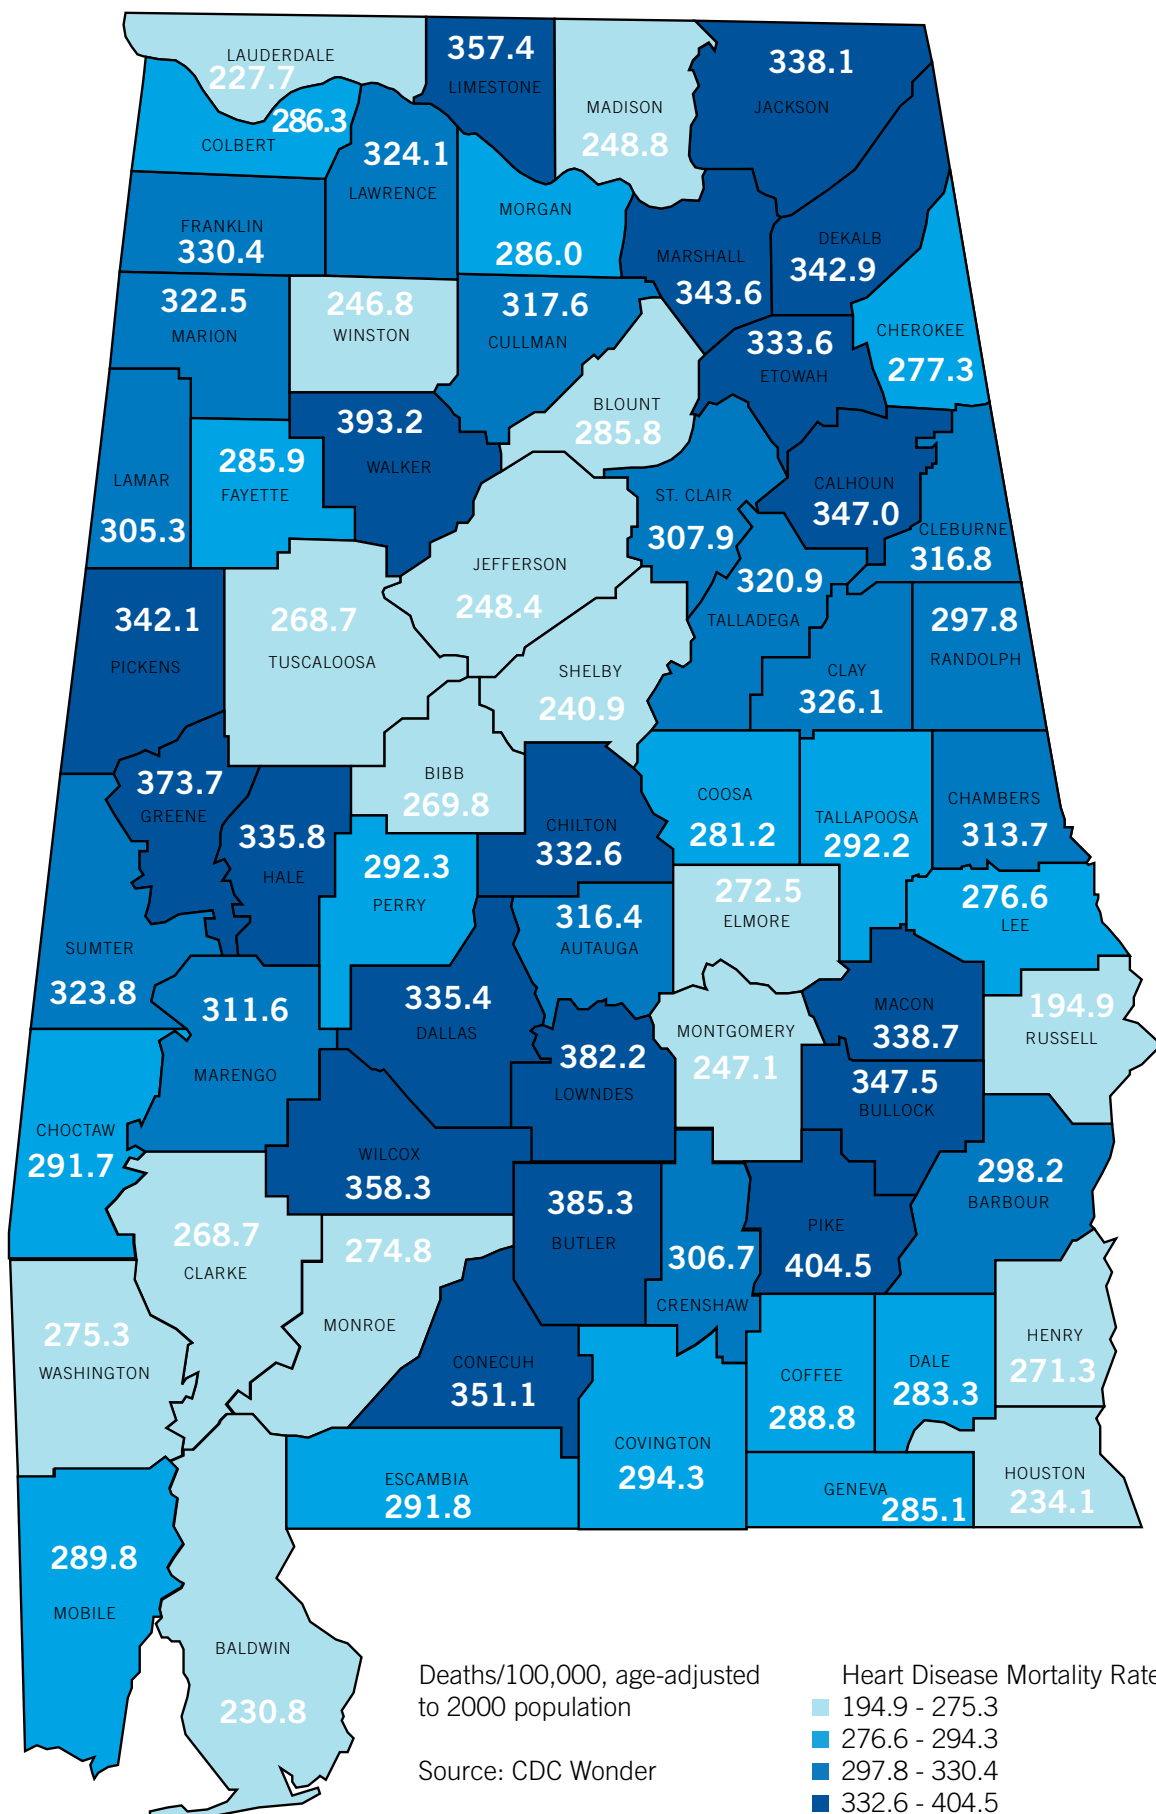 LAUDERDALE
227.7
357.4
LIMESTONE
MADISON
248.8
338.1
JACKSON
286.3
COLBERT
324.1
LAWRENCE
MORGAN
286.0
FRANKLIN
330.4
MARSHALL
343.6
DEKALB
342.9
322.5
MARION
246.8
WINSTON
317.6
CULLMAN
333.6
ETOWAH
CHEROKEE
277.3
BLOUNT
285.8
393.2
WALKER
285.9
FAYETTE
LAMAR
305.3
ST. CLAIR
307.9
CALHOUN
347.0
CLEBURNE
316.8
JEFFERSON
248.4
320.9
TALLADEGA
342.1
PICKENS
268.7
TUSCALOOSA
SHELBY
240.9
CLAY
326.1
297.8
RANDOLPH
373.7
GREENE
335.8
HALE
BIBB
269.8
CHILTON
332.6
COOSA
281.2
TALLAPOOSA
292.2
CHAMBERS
313.7
292.3
PERRY
316.4
AUTAUGA
272.5
ELMORE
276.6
LEE
SUMTER
323.8
311.6
MARENGO
335.4
DALLAS
382.2
LOWNDES
MONTGOMERY
247.1
MACON
338.7
194.9
RUSSELL
347.5
BULLOCK
CHOCTAW
291.7
WILCOX
358.3
385.3
BUTLER
306.7
CRENSHAW
PIKE
404.5
298.2
BARBOUR
268.7
CLARKE
274.8
MONROE
275.3
WASHINGTON
CONECUH
351.1
COFFEE
288.8
DALE
283.3
HENRY
271.3
ESCAMBIA
291.8
COVINGTON
294.3
GENEVA
285.1
HOUSTON
234.1
289.8
MOBILE
BALDWIN
230.8
Deaths/100,000, age-adjusted
to 2000 population
Source: CDC Wonder
Heart Disease Mortality Rate
194.9 - 275.3
276.6 - 294.3
297.8 - 330.4
332.6 - 404.5